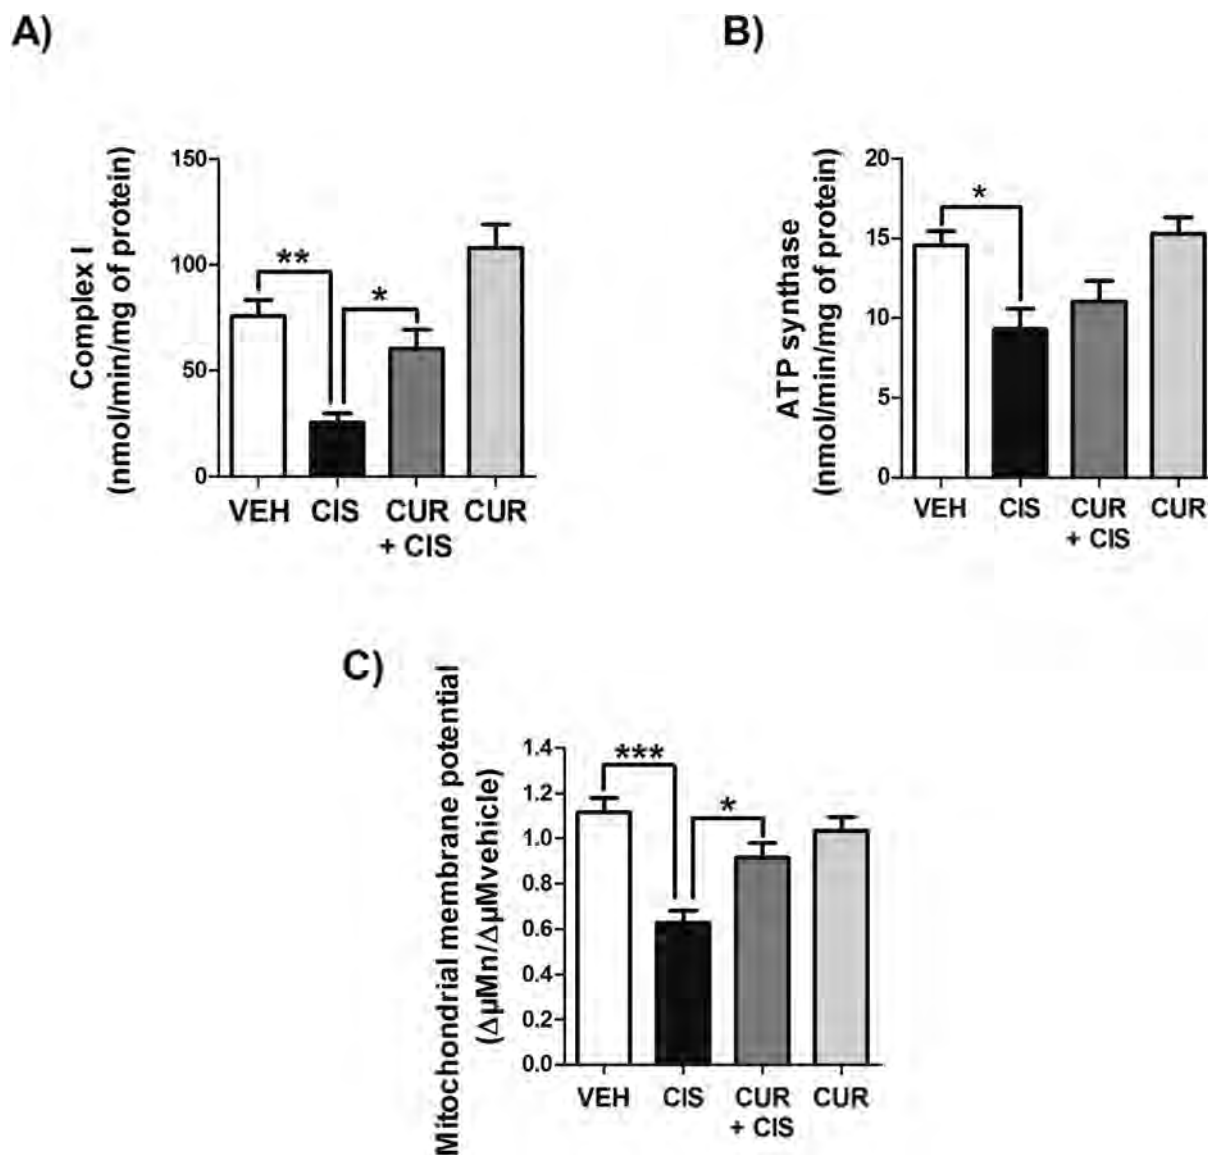 A)
Complex I
(nmol/min/mg of protein)
150
100
50
0
**
*
VEH CIS CUR CUR
+ CIS
B)
ATP synthase
(nmol/min/mg of protein)
20
15
10
5
0
*
VEH CIS CUR CUR
+ CIS
C)
Mitochondrial membrane potential
(ΔμMn/ΔμMvehicle)
1.4
1.2
1.0
0.8
0.6
0.4
0.2
0.0
***
*
VEH CIS CUR CUR
+ CIS